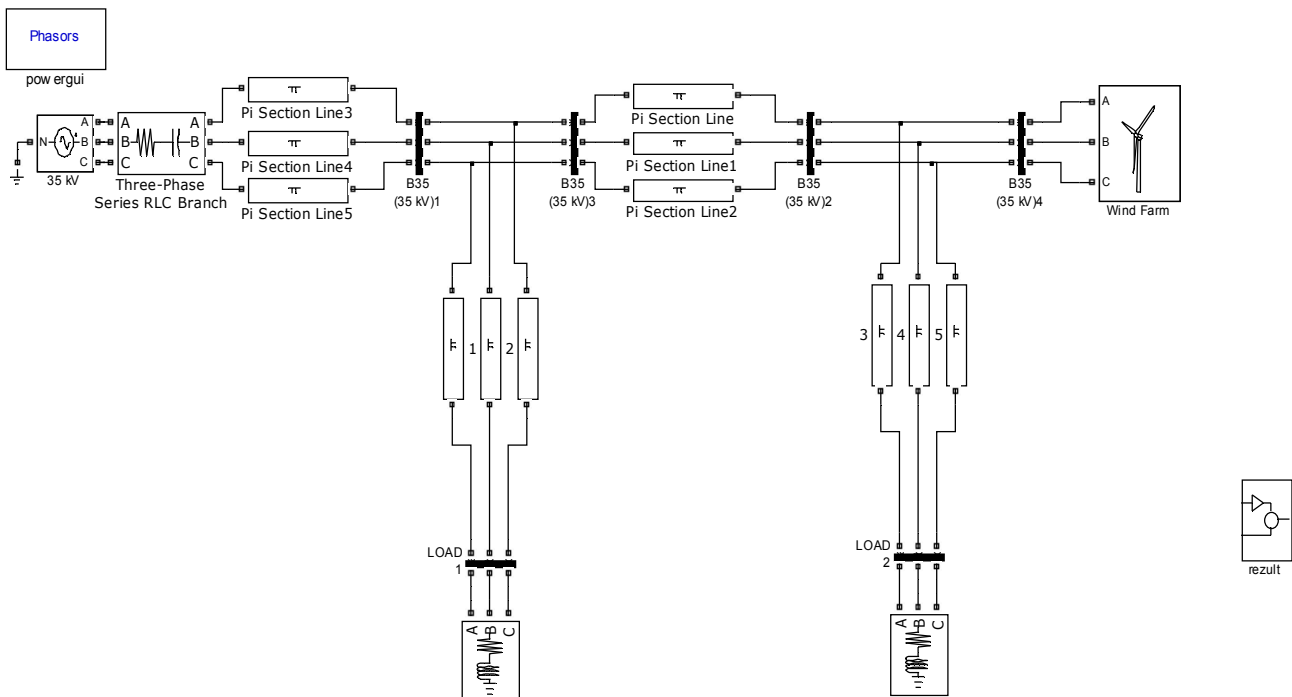 Phasors
pow ergui
N
A
B
C
35 kV
A
B
C
A
B
C
Three-Phase
Series RLC Branch
Pi Section Line3
Pi Section Line4
Pi Section Line5
B35
(35 kV)1
B35
(35 kV)3
Pi Section Line
Pi Section Line1
Pi Section Line2
B35
(35 kV)2
B35
(35 kV)4
A
B
C
Wind Farm
1
2
3
4
5
LOAD
1
A
B
C
LOAD
2
A
B
C
rezult